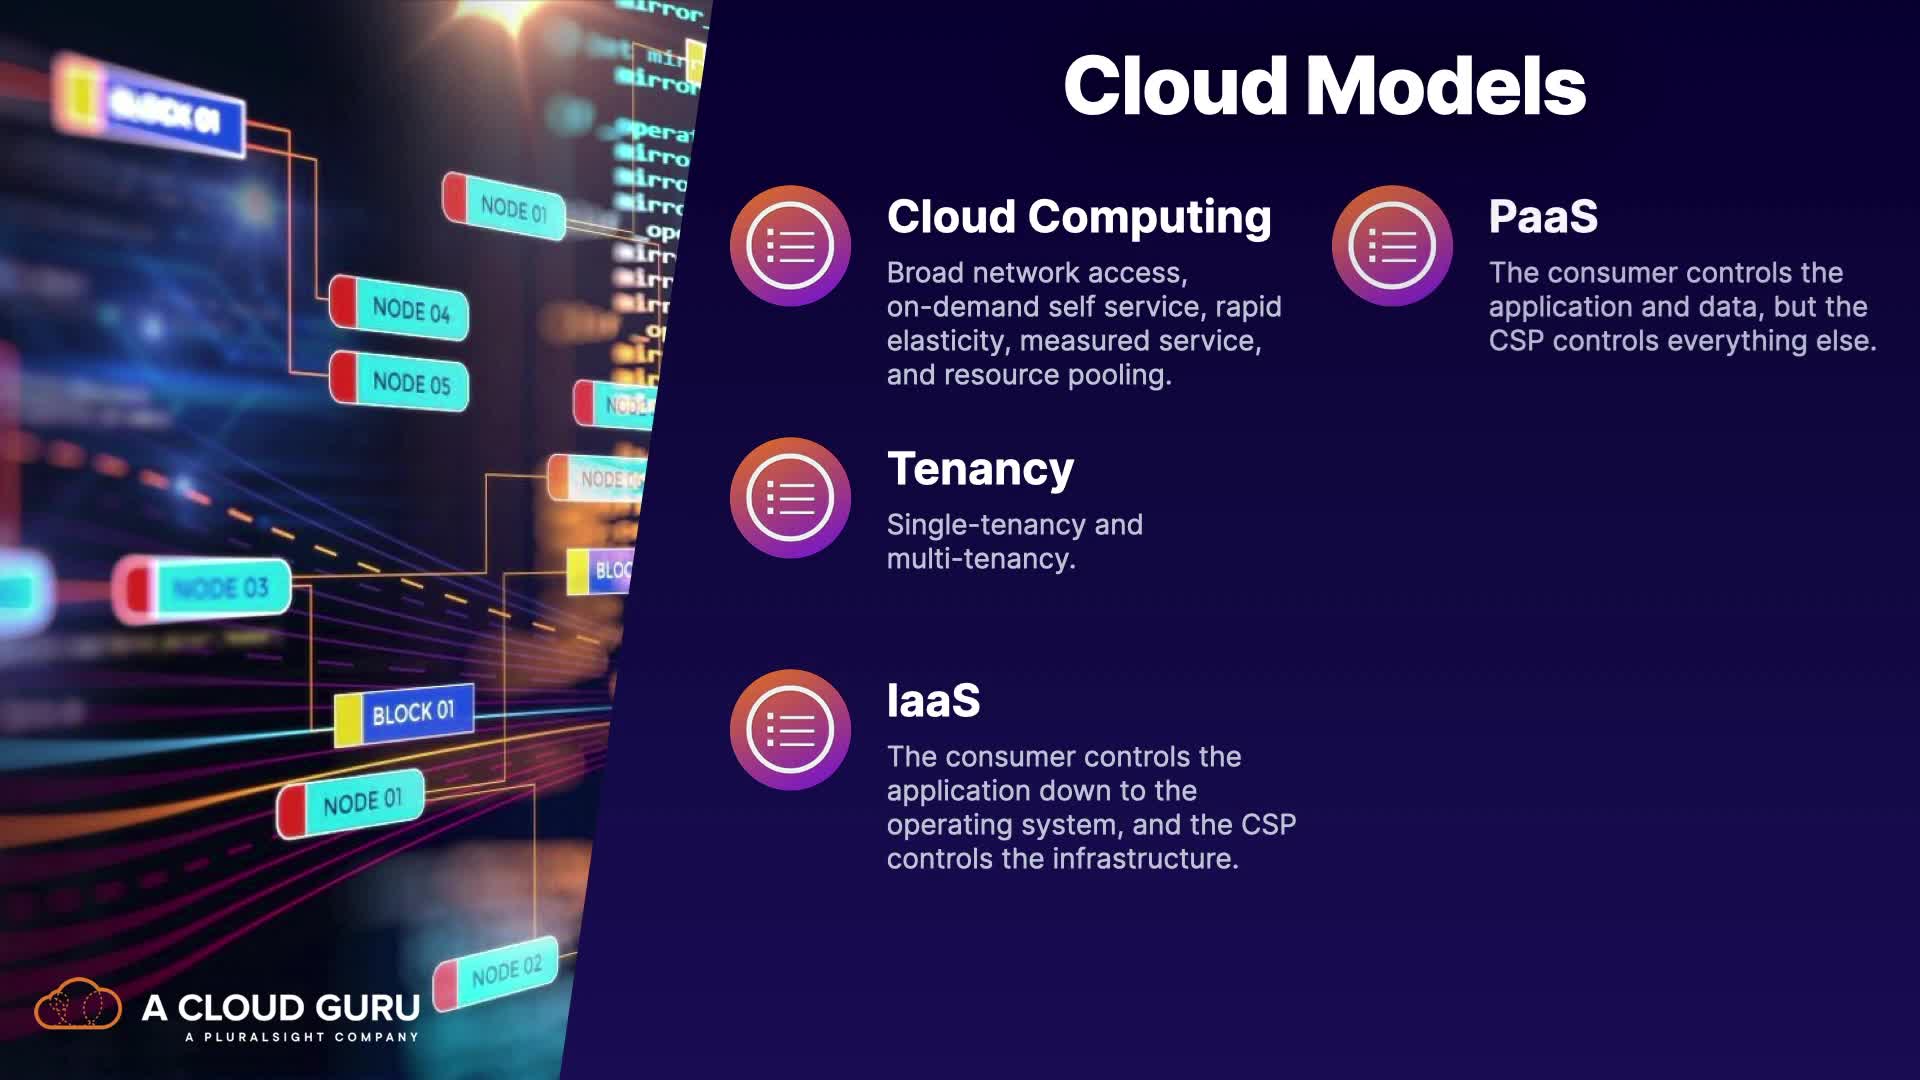 Cloud Models
Cloud Computing
Broad network access,
on-demand self service, rapid
elasticity, measured service,
and resource pooling.
Tenancy
Single-tenancy and
multi-tenancy.
IaaS
The consumer controls the
application down to the
operating system, and the CSP
controls the infrastructure.
PaaS
The consumer controls the
application and data, but the
CSP controls everything else.
BLOCK 01
NODE 01
NODE 04
NODE 05
NODE 03
BLOCK 01
NODE 01
NODE 02
A CLOUD GURU
A PLURALSIGHT COMPANY